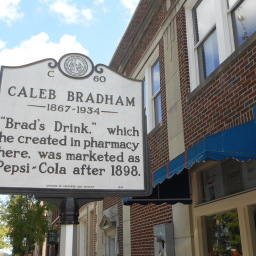 C 60
CALEB BRADHAM
1867-1934
"Brad's Drink," which
he created in pharmacy
here, was marketed as
Pepsi-Cola after 1898.